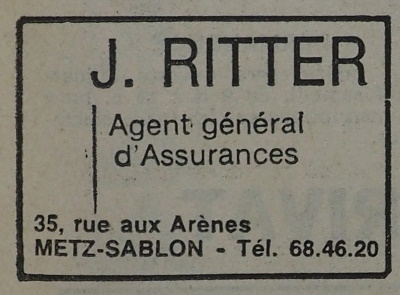 J. RITTER
Agent général
d'Assurances
35, rue aux Arènes
METZ-SABLON - Tél. 68.46.20